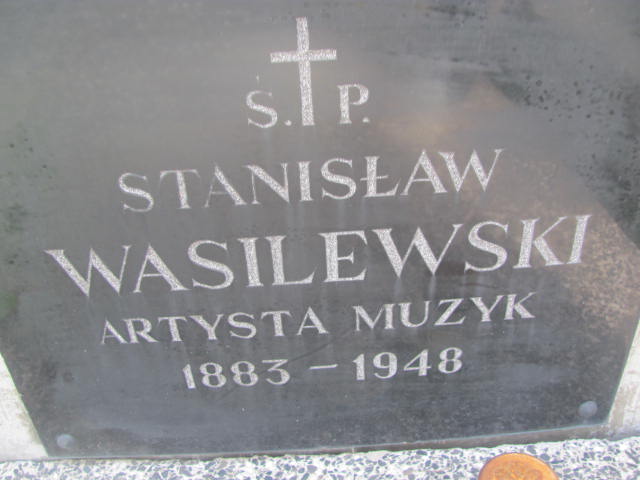 Ś. P.
STANISŁAW
WASILEWSKI
ARTYSTA MUZYK
1883 – 1948